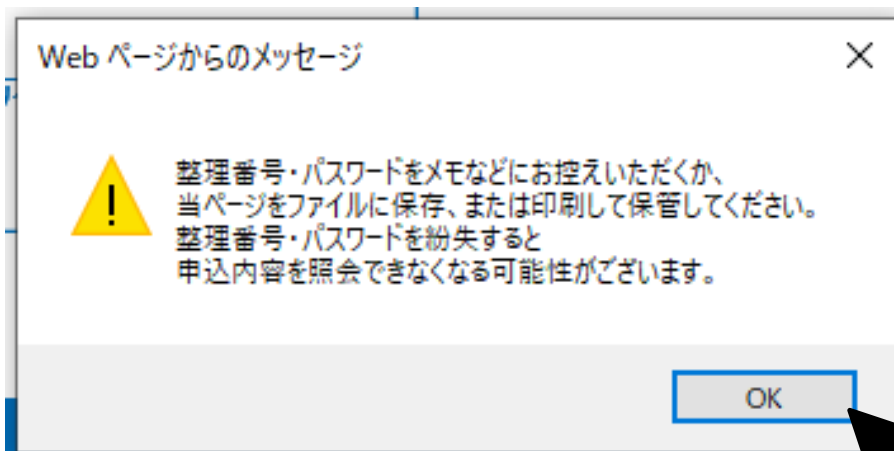 Web ページからのメッセージ
整理番号・パスワードをメモなどにお控えいただくか、
当ページをファイルに保存、または印刷して保管してください。
整理番号・パスワードを紛失すると
申込内容を照会できなくなる可能性がございます。
OK